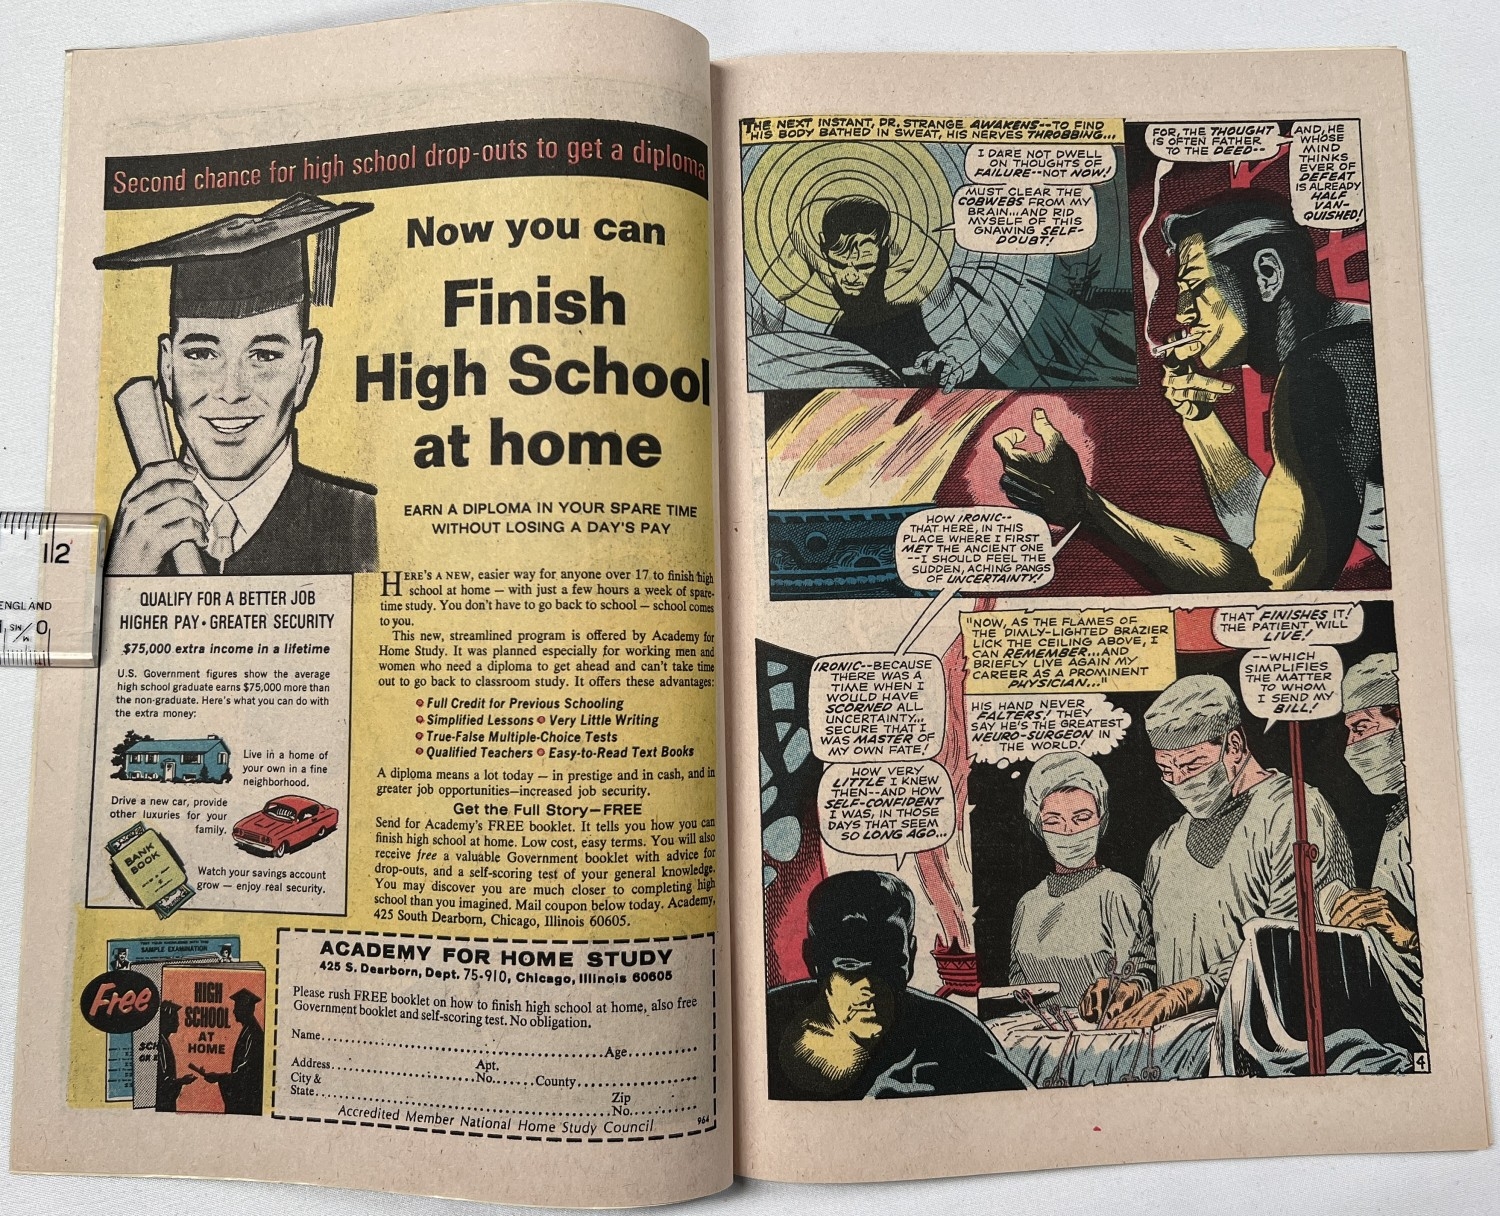 Second chance for high school drop-outs to get a diploma
Now you can
Finish
High School
at home
EARN A DIPLOMA IN YOUR SPARE TIME
WITHOUT LOSING A DAY'S PAY
HERE'S A NEW, easier way for anyone over 17 to finish high
school at home — with just a few hours a week of spare-
time study. You don't have to go back to school — school comes
to you.
This new, streamlined program is offered by Academy for
Home Study. It was planned especially for working men and
women who need a diploma to get ahead and can't take time
out to go back to classroom study. It offers these advantages:
Full Credit for Previous Schooling
Simplified Lessons • Very Little Writing
True-False Multiple-Choice Tests
Qualified Teachers • Easy-to-Read Text Books
A diploma means a lot today — in prestige and in cash, and in
greater job opportunities—increased job security.
Get the Full Story—FREE
Send for Academy's FREE booklet. It tells you how you can
finish high school at home. Low cost, easy terms. You will also
receive free a valuable Government booklet with advice for
drop-outs, and a self-scoring test of your general knowledge.
You may discover you are much closer to completing high
school than you imagined. Mail coupon below today. Academy,
425 South Dearborn, Chicago, Illinois 60605.
QUALIFY FOR A BETTER JOB
HIGHER PAY • GREATER SECURITY
$75,000 extra income in a lifetime
U.S. Government figures show the average
high school graduate earns $75,000 more than
the non-graduate. Here's what you can do with
the extra money:
Live in a home of
your own in a fine
neighborhood.
Drive a new car, provide
other luxuries for your
family.
BANK
BOOK
Watch your savings account
grow — enjoy real security.
SAMPLE EXAMINATION
Free
HIGH
SCHOOL
AT
HOME
ACADEMY FOR HOME STUDY
425 S. Dearborn, Dept. 75-910, Chicago, Illinois 60605
Please rush FREE booklet on how to finish high school at home, also free
Government booklet and self-scoring test. No obligation.
Name Age
Address Apt.
City & No. County
State Zip
No.
Accredited Member National Home Study Council 964
12
ENGLAND
0
THE NEXT INSTANT, DR. STRANGE AWAKENS--TO FIND
HIS BODY BATHED IN SWEAT, HIS NERVES THROBBING...
I DARE NOT DWELL
ON THOUGHTS OF
FAILURE--NOT NOW!
MUST CLEAR THE
COBWEBS FROM MY
BRAIN...AND RID
MYSELF OF THIS
GNAWING SELF-
DOUBT!
FOR, THE THOUGHT
IS OFTEN FATHER
TO THE DEED--
AND, HE
WHOSE
MIND
THINKS
EVER OF
DEFEAT
IS ALREADY
HALF
VAN-
QUISHED!
HOW IRONIC--
THAT HERE, IN THIS
PLACE WHERE I FIRST
MET THE ANCIENT ONE
--I SHOULD FEEL THE
SUDDEN, ACHING PANGS
OF UNCERTAINTY!
IRONIC--BECAUSE
THERE WAS A
TIME WHEN I
WOULD HAVE
SCORNED ALL
UNCERTAINTY...
SECURE THAT I
WAS MASTER OF
MY OWN FATE!
HOW VERY
LITTLE I KNEW
THEN--AND HOW
SELF-CONFIDENT
I WAS, IN THOSE
DAYS THAT SEEM
SO LONG AGO...
"NOW, AS THE FLAMES OF
THE DIMLY-LIGHTED BRAZIER
LICK THE CEILING ABOVE, I
CAN REMEMBER...AND
BRIEFLY LIVE AGAIN MY
CAREER AS A PROMINENT
PHYSICIAN..."
HIS HAND NEVER
FALTERS! THEY
SAY HE'S THE GREATEST
NEURO-SURGEON IN
THE WORLD!
THAT FINISHES IT!
THE PATIENT WILL
LIVE!
--WHICH
SIMPLIFIES
THE MATTER
TO WHOM
I SEND MY
BILL!
4